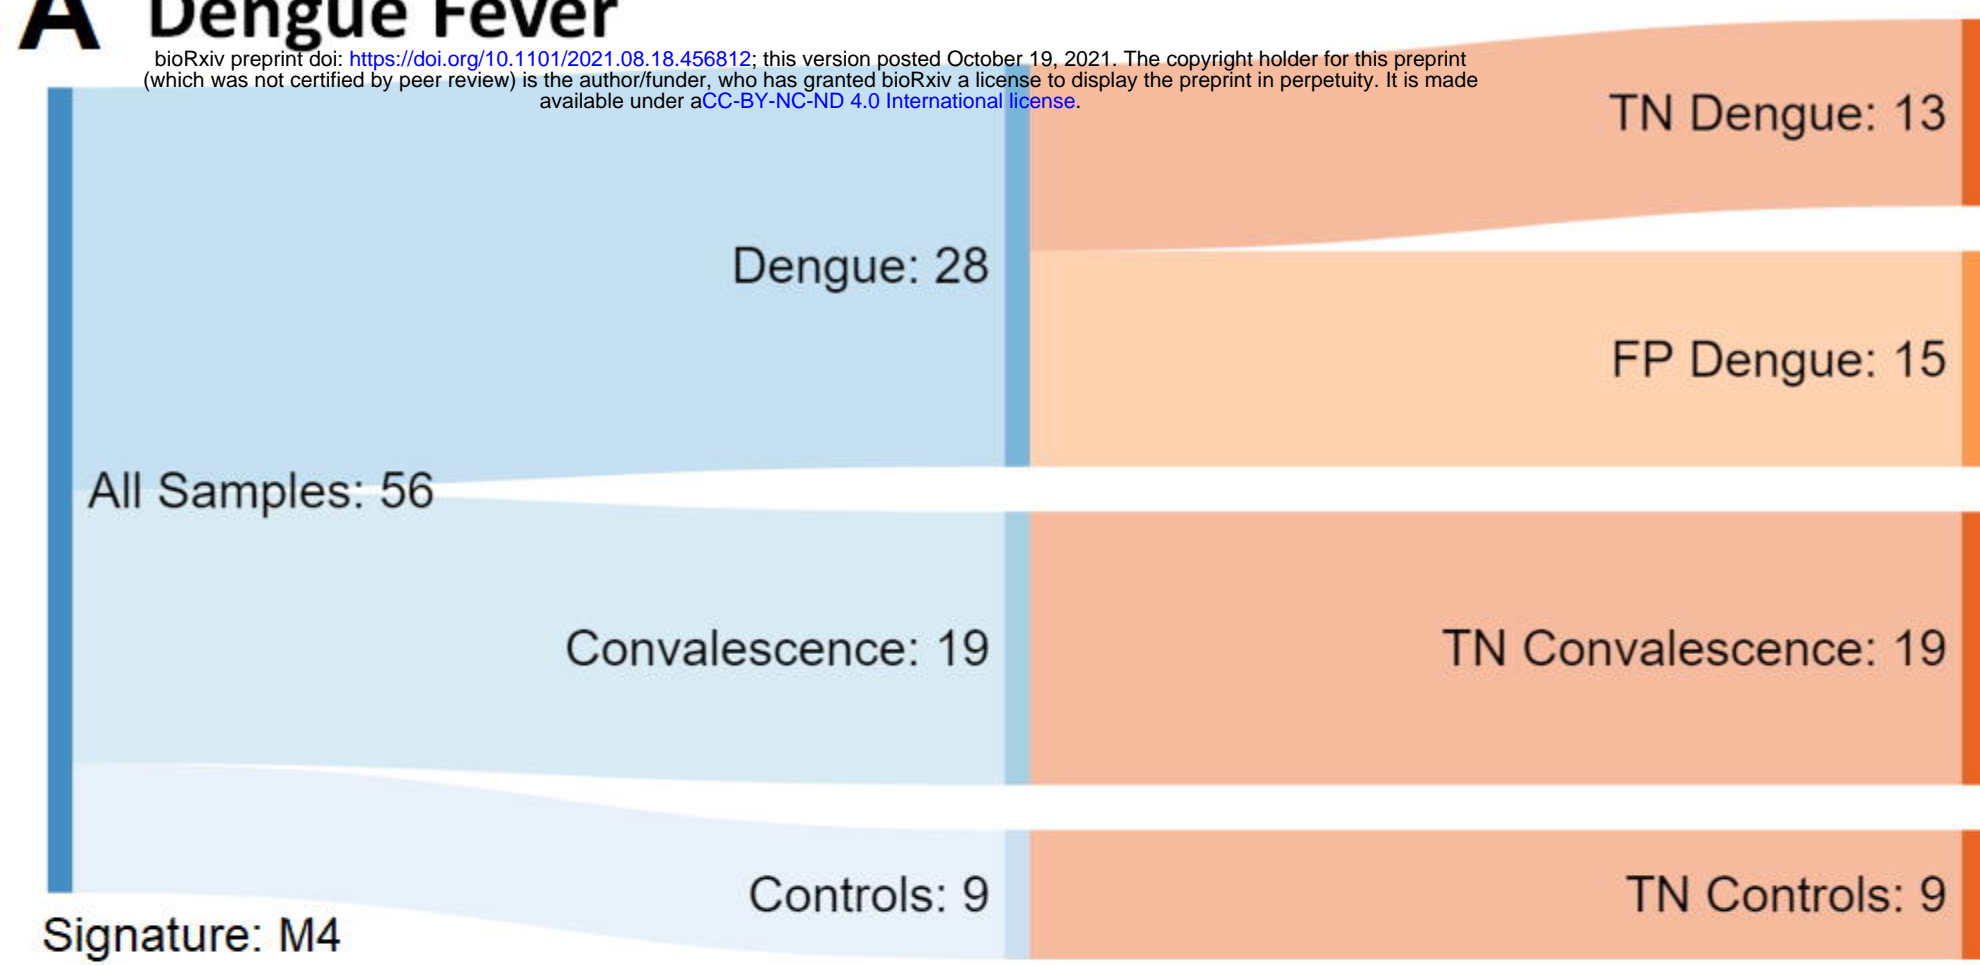 A Dengue Fever
bioRxiv preprint doi: https://doi.org/10.1101/2021.08.18.456812; this version posted October 19, 2021. The copyright holder for this preprint
(which was not certified by peer review) is the author/funder, who has granted bioRxiv a license to display the preprint in perpetuity. It is made
available under aCC-BY-NC-ND 4.0 International license.
TN Dengue: 13
Dengue: 28
FP Dengue: 15
All Samples: 56
Convalescence: 19
TN Convalescence: 19
Controls: 9
TN Controls: 9
Signature: M4